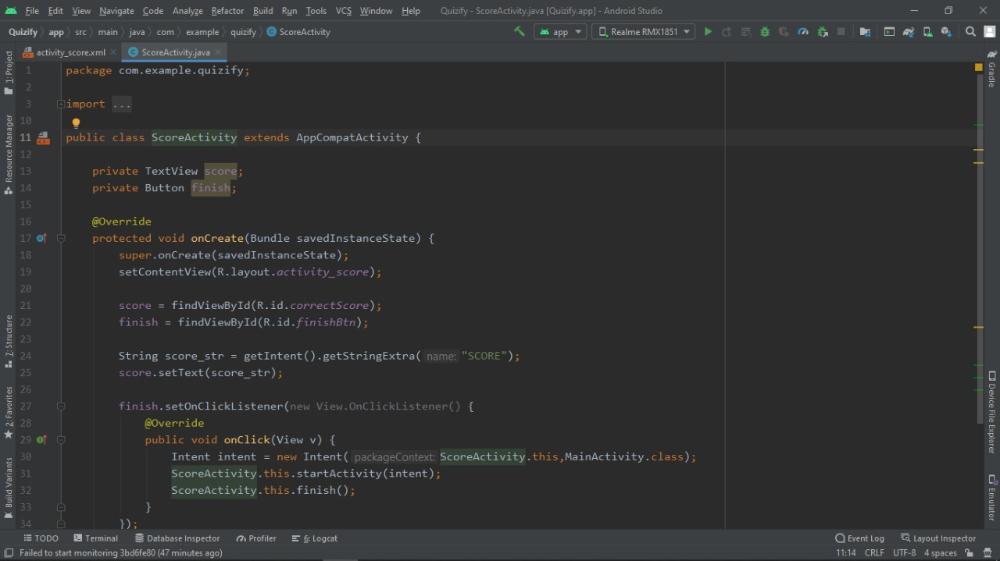 File Edit View Navigate Code Analyze Refactor Build Run Tools VCS Window Help Quizify - ScoreActivity.java [Quizify.app] - Android Studio
Quizify app src main java com example quizify ScoreActivity app Realme RMX1851
activity_score.xml ScoreActivity.java
1 package com.example.quizify;
2
3 import ...
10
11 public class ScoreActivity extends AppCompatActivity {
12
13 private TextView score;
14 private Button finish;
15
16 @Override
17 protected void onCreate(Bundle savedInstanceState) {
18 super.onCreate(savedInstanceState);
19 setContentView(R.layout.activity_score);
20
21 score = findViewById(R.id.correctScore);
22 finish = findViewById(R.id.finishBtn);
23
24 String score_str = getIntent().getStringExtra( name: "SCORE");
25 score.setText(score_str);
26
27 finish.setOnClickListener(new View.OnClickListener() {
28 @Override
29 public void onClick(View v) {
30 Intent intent = new Intent( packageContext: ScoreActivity.this,MainActivity.class);
31 ScoreActivity.this.startActivity(intent);
32 ScoreActivity.this.finish();
33 }
34 });
1: Project
Resource Manager
7: Structure
2: Favorites
Build Variants
Gradle
Device File Explorer
Emulator
TODO Terminal Database Inspector Profiler 6: Logcat Event Log Layout Inspector
Failed to start monitoring 3bd6fe80 (47 minutes ago) 11:14 CRLF UTF-8 4 spaces